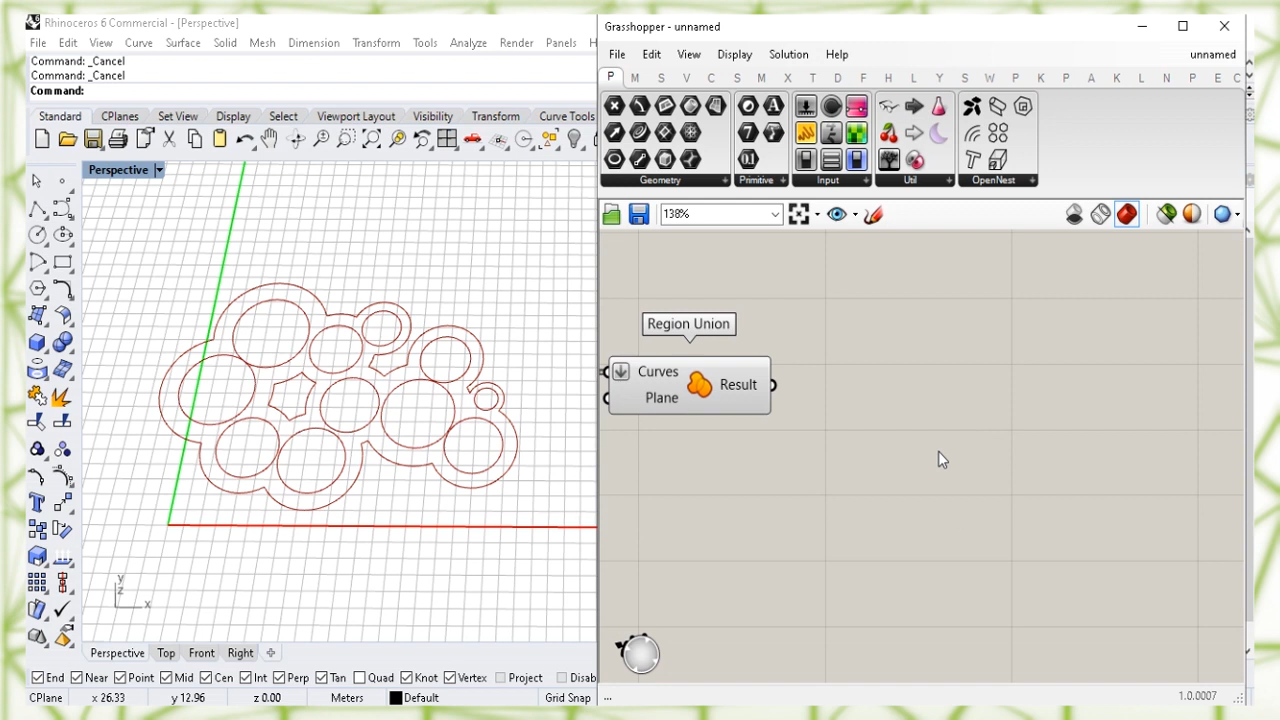 Rhinoceros 6 Commercial - [Perspective]
File Edit View Curve Surface Solid Mesh Dimension Transform Tools Analyze Render Panels H
Command: _Cancel
Command: _Cancel
Command:
Standard CPlanes Set View Display Select Viewport Layout Visibility Transform Curve Tools
Perspective
y
z
x
Perspective Top Front Right
End Near Point Mid Cen Int Perp Tan Quad Knot Vertex Project Disab
CPlane x 26.33 y 12.96 z 0.00 Meters Default Grid Snap
Grasshopper - unnamed
File Edit View Display Solution Help unnamed
P M S V C S V M X T D F H L Y S W P K P A K L N P E C
Geometry Primitive Input Util OpenNest
138%
Region Union
Curves
Plane
Result
... 1.0.0007